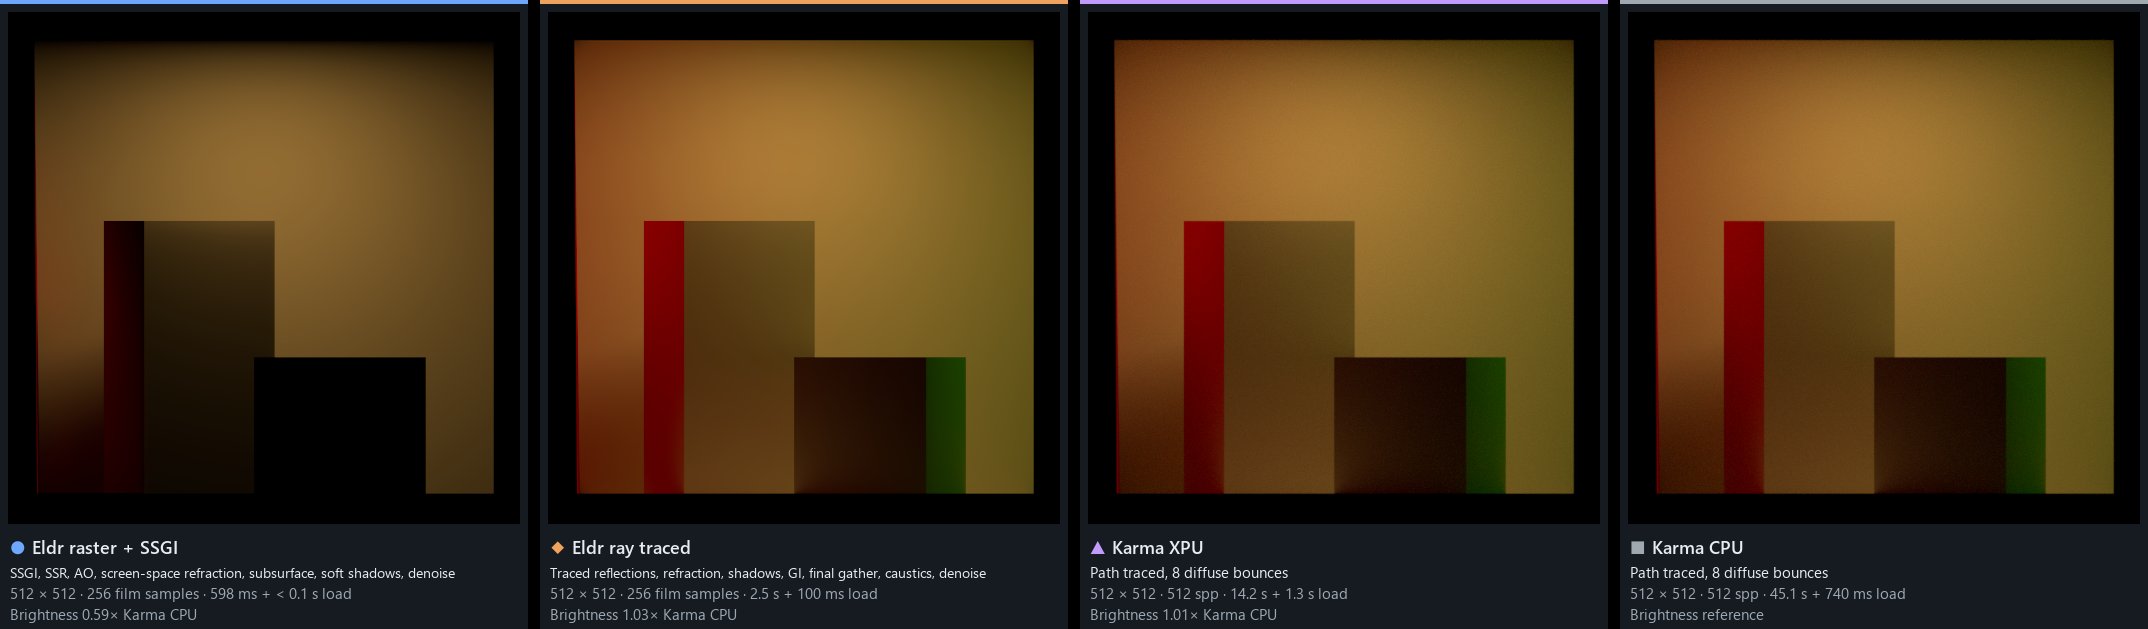 Eldr raster + SSGI
SSGI, SSR, AO, screen-space refraction, subsurface, soft shadows, denoise
512 × 512 · 256 film samples · 598 ms + < 0.1 s load
Brightness 0.59× Karma CPU
Eldr ray traced
Traced reflections, refraction, shadows, GI, final gather, caustics, denoise
512 × 512 · 256 film samples · 2.5 s + 100 ms load
Brightness 1.03× Karma CPU
Karma XPU
Path traced, 8 diffuse bounces
512 × 512 · 512 spp · 14.2 s + 1.3 s load
Brightness 1.01× Karma CPU
Karma CPU
Path traced, 8 diffuse bounces
512 × 512 · 512 spp · 45.1 s + 740 ms load
Brightness reference